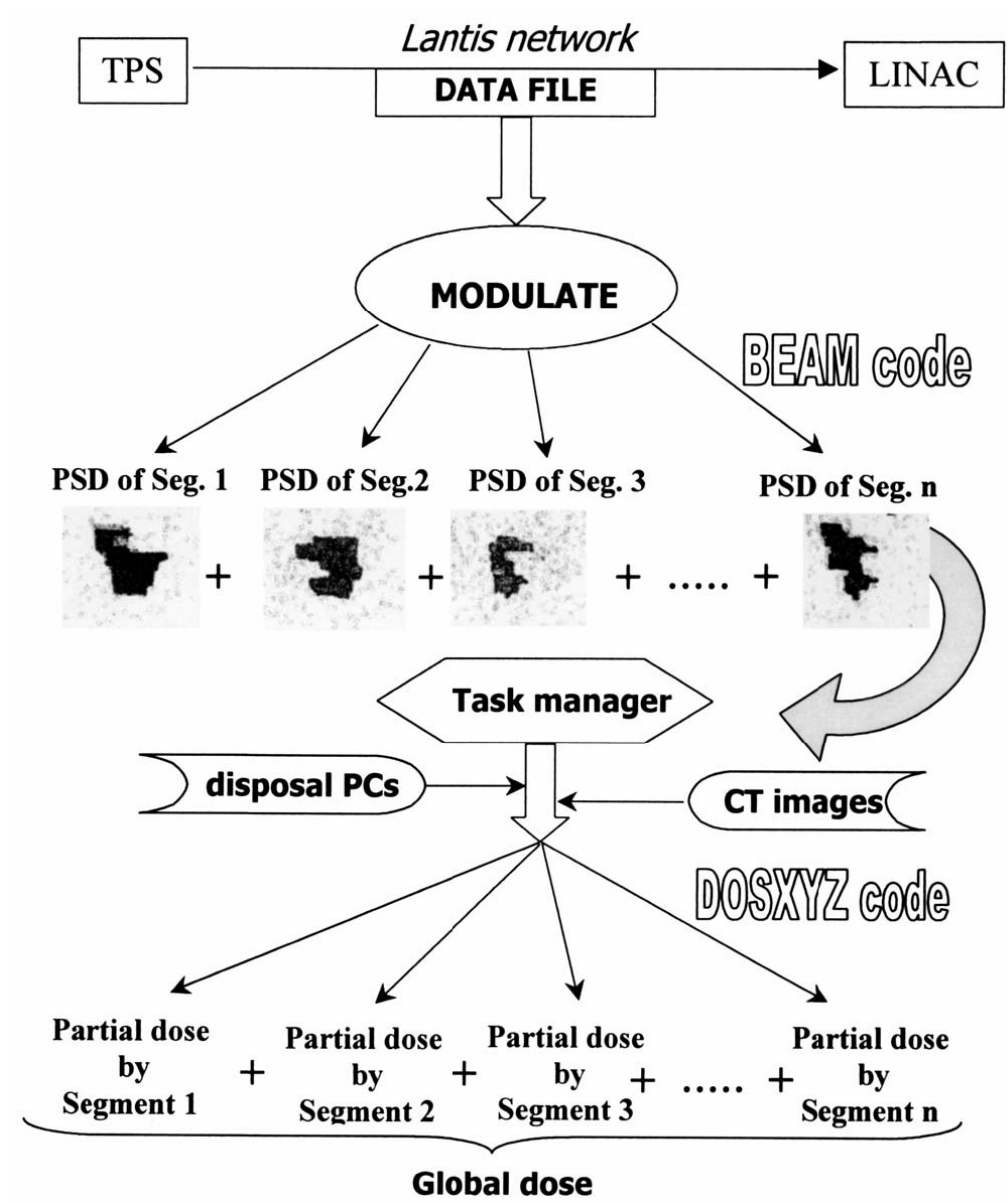 Lantis network
TPS
DATA FILE
LINAC
MODULATE
BEAM code
PSD of Seg. 1
PSD of Seg.2
PSD of Seg. 3
PSD of Seg. n
+ + + ..... +
Task manager
disposal PCs
CT images
DOSXYZ code
Partial dose
by
Segment 1
+
Partial dose
by
Segment 2
+
Partial dose
by
Segment 3
+ ..... +
Partial dose
by
Segment n
Global dose